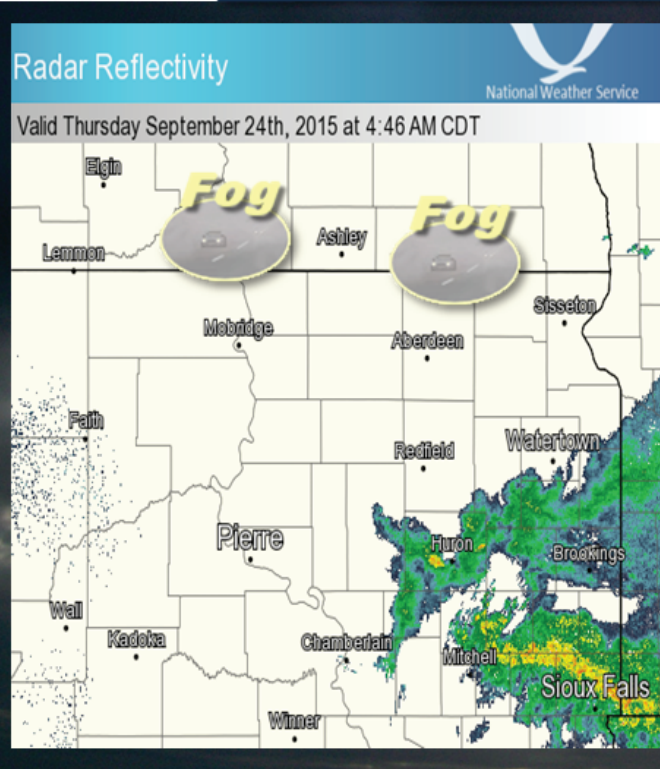 Radar Reflectivity
National Weather Service
Valid Thursday September 24th, 2015 at 4:46 AM CDT
Elgin
Fog
Fog
Ashley
Lemmon
Sisseton
Mobridge
Aberdeen
Faith
Redfield
Watertown
Pierre
Huron
Brookings
Wall
Kadoka
Chamberlain
Mitchell
Sioux Falls
Winner